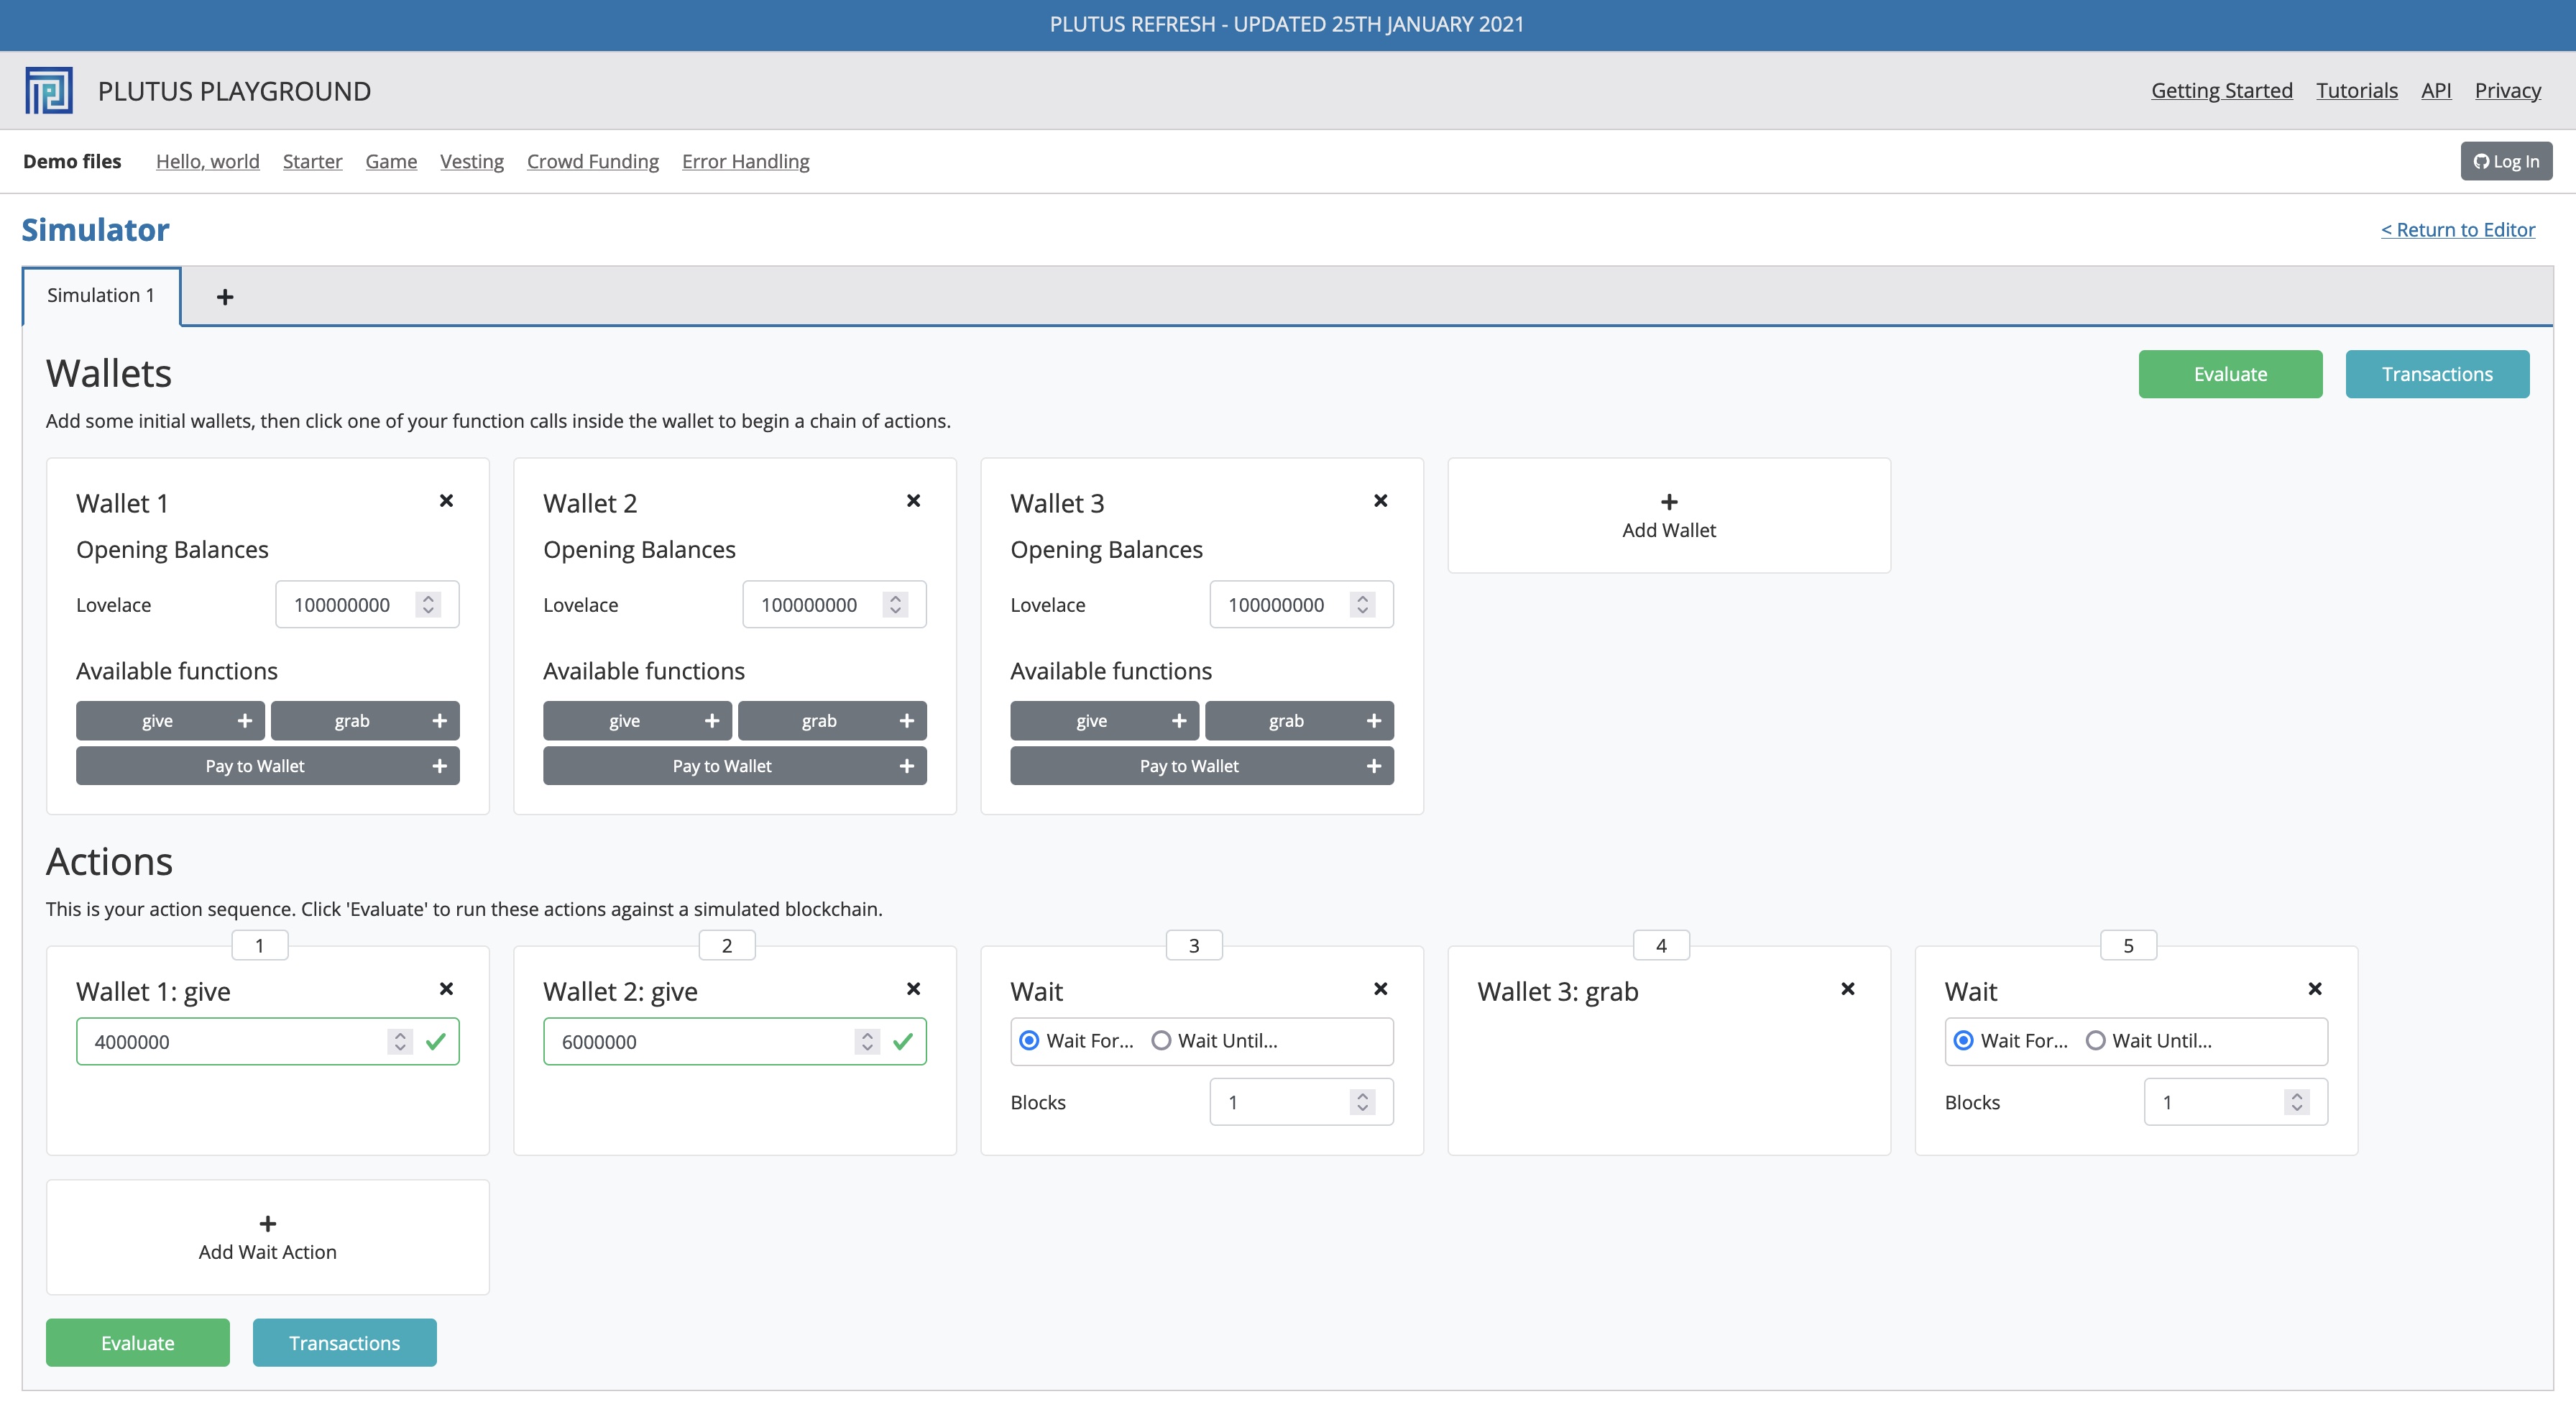 PLUTUS REFRESH - UPDATED 25TH JANUARY 2021
PLUTUS PLAYGROUND
Getting Started Tutorials API Privacy
Demo files Hello, world Starter Game Vesting Crowd Funding Error Handling
Log In
Simulator
< Return to Editor
Simulation 1
Wallets
Evaluate Transactions
Add some initial wallets, then click one of your function calls inside the wallet to begin a chain of actions.
Wallet 1
Opening Balances
Lovelace 100000000
Available functions
give grab
Pay to Wallet
Wallet 2
Opening Balances
Lovelace 100000000
Available functions
give grab
Pay to Wallet
Wallet 3
Opening Balances
Lovelace 100000000
Available functions
give grab
Pay to Wallet
Add Wallet
Actions
This is your action sequence. Click 'Evaluate' to run these actions against a simulated blockchain.
1
Wallet 1: give
4000000
2
Wallet 2: give
6000000
3
Wait
Wait For... Wait Until...
Blocks 1
4
Wallet 3: grab
5
Wait
Wait For... Wait Until...
Blocks 1
Add Wait Action
Evaluate Transactions